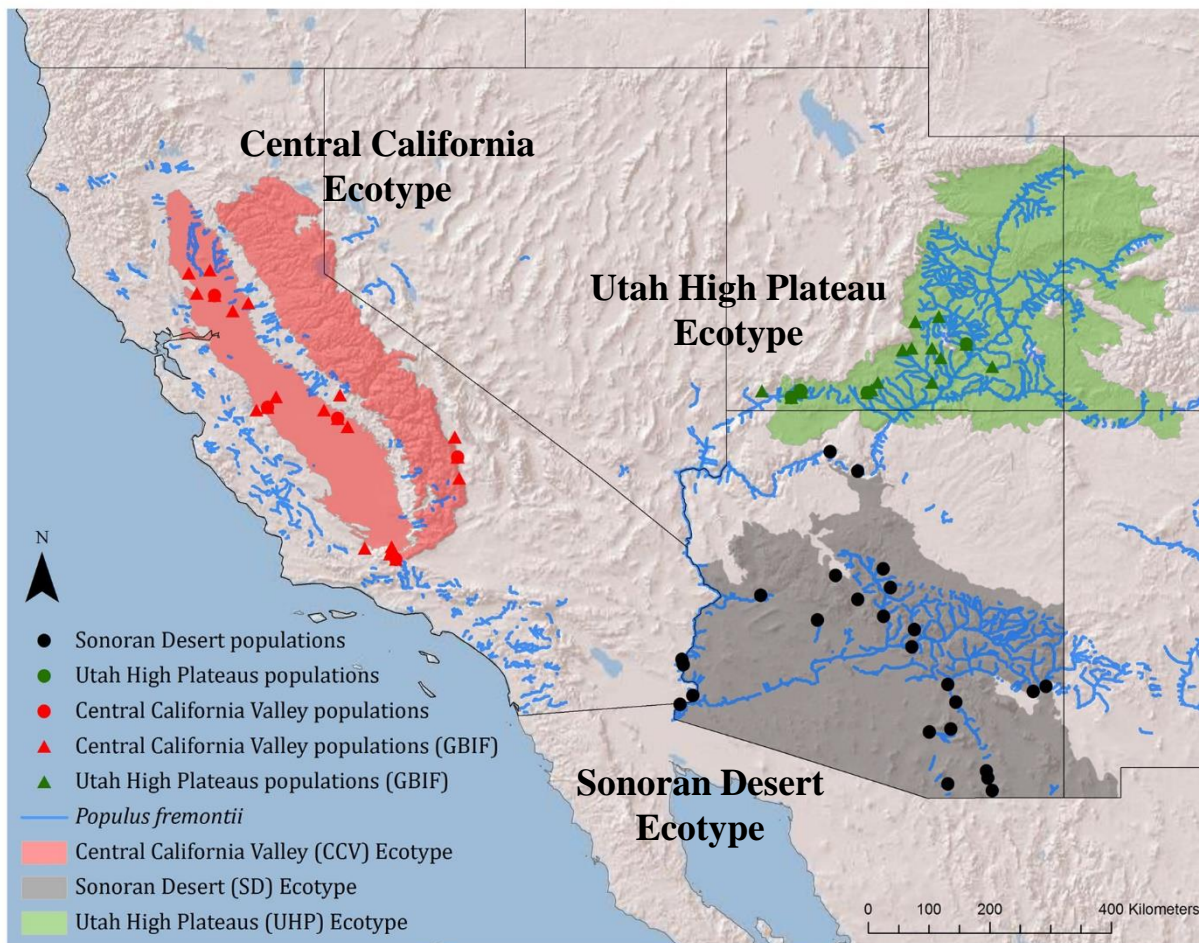 Central California
Ecotype
Utah High Plateau
Ecotype
Sonoran Desert
Ecotype
N
Sonoran Desert populations
Utah High Plateaus populations
Central California Valley populations
Central California Valley populations (GBIF)
Utah High Plateaus populations (GBIF)
Populus fremontii
Central California Valley (CCV) Ecotype
Sonoran Desert (SD) Ecotype
Utah High Plateaus (UHP) Ecotype
0 100 200 400 Kilometers